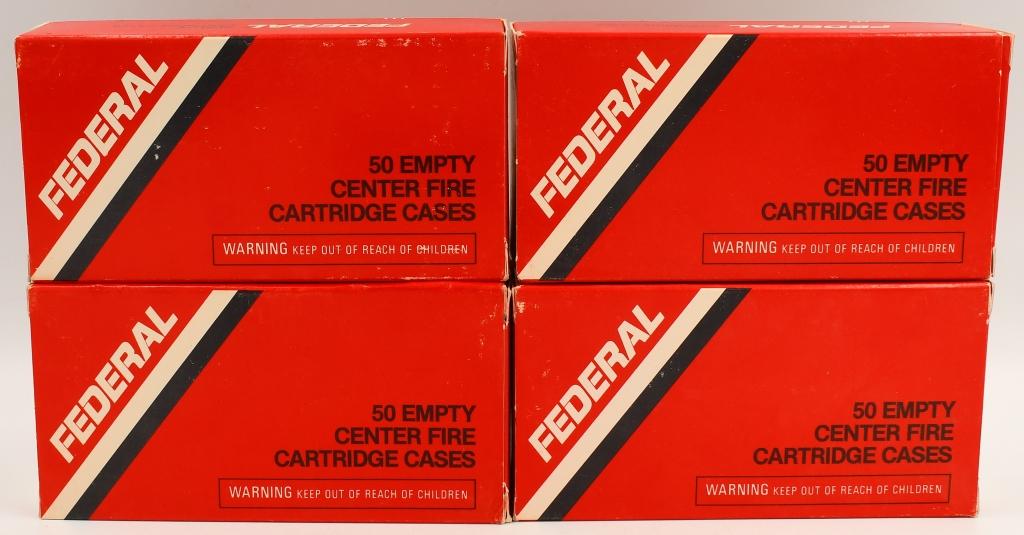 FEDERAL
FEDERAL
FEDERAL
50 EMPTY
CENTER FIRE
CARTRIDGE CASES
WARNING KEEP OUT OF REACH OF CHILDREN
FEDERAL
50 EMPTY
CENTER FIRE
CARTRIDGE CASES
WARNING KEEP OUT OF REACH OF CHILDREN
FEDERAL
50 EMPTY
CENTER FIRE
CARTRIDGE CASES
WARNING KEEP OUT OF REACH OF CHILDREN
FEDERAL
50 EMPTY
CENTER FIRE
CARTRIDGE CASES
WARNING KEEP OUT OF REACH OF CHILDREN